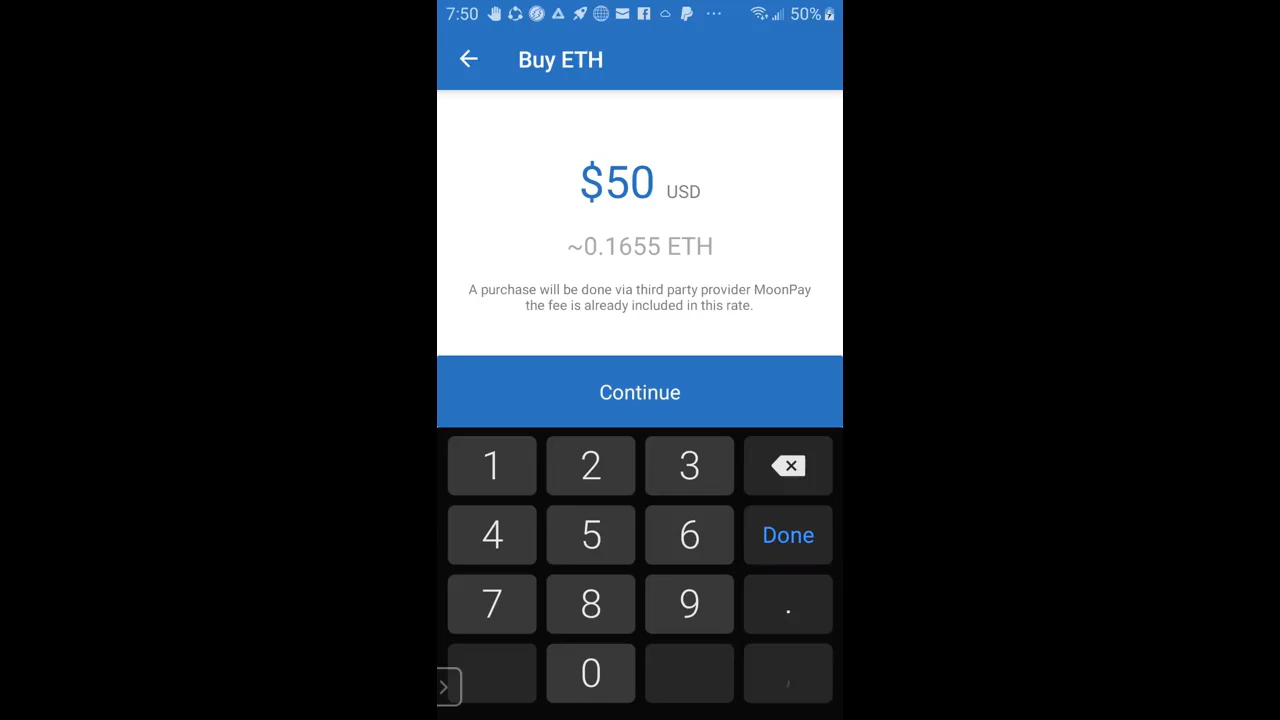 7:50
50%
Buy ETH
$50 USD
~0.1655 ETH
A purchase will be done via third party provider MoonPay
the fee is already included in this rate.
Continue
1 2 3
4 5 6 Done
7 8 9 .
0 ,